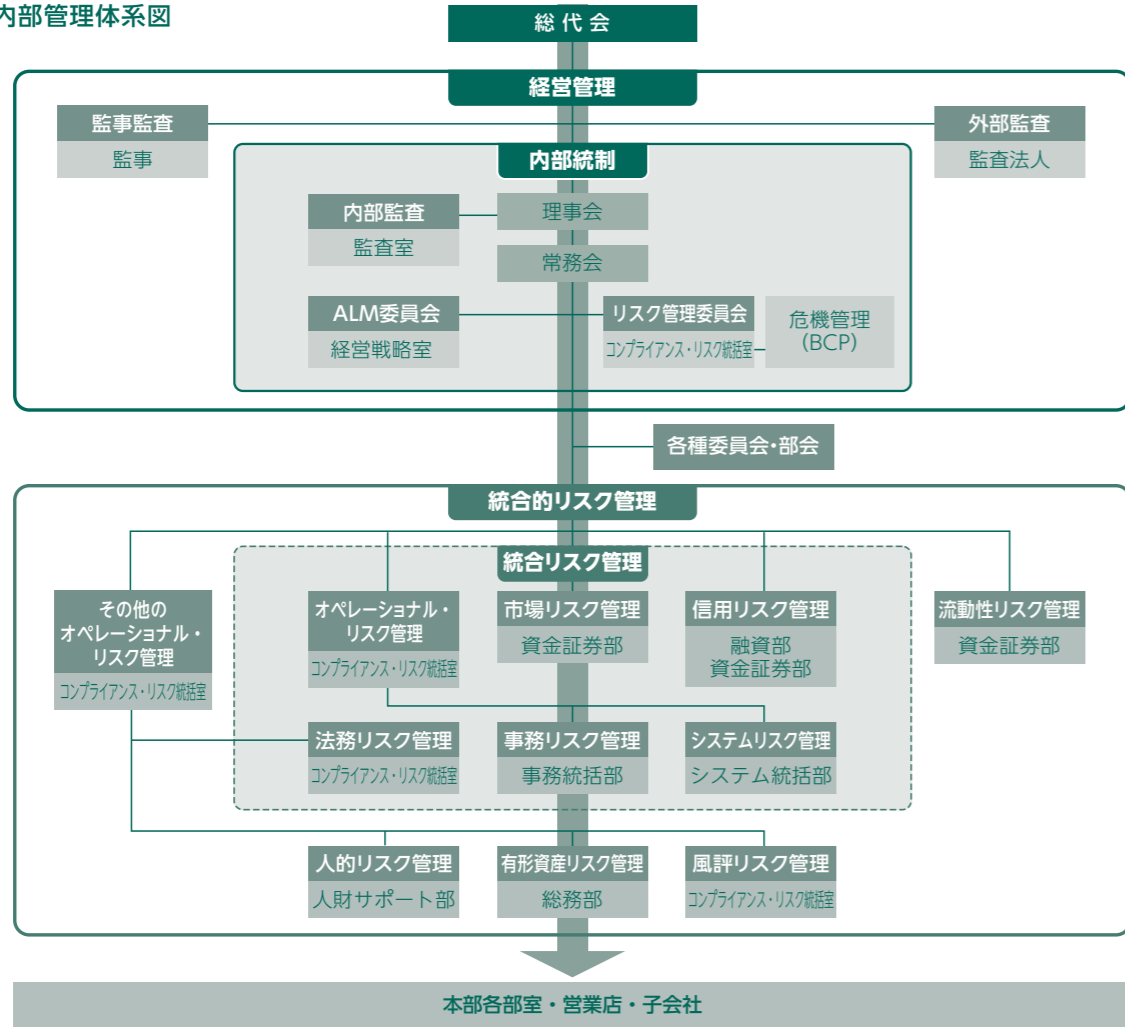 内部管理体系図
総代会
経営管理
監事監査
監事
外部監査
監査法人
内部統制
内部監査
監査室
理事会
常務会
ALM委員会
経営戦略室
リスク管理委員会
コンプライアンス・リスク統括室
危機管理
(BCP)
各種委員会・部会
統合的リスク管理
統合リスク管理
その他の
オペレーショナル・
リスク管理
コンプライアンス・リスク統括室
オペレーショナル・
リスク管理
コンプライアンス・リスク統括室
市場リスク管理
資金証券部
信用リスク管理
融資部
資金証券部
流動性リスク管理
資金証券部
法務リスク管理
コンプライアンス・リスク統括室
事務リスク管理
事務統括部
システムリスク管理
システム統括部
人的リスク管理
人財サポート部
有形資産リスク管理
総務部
風評リスク管理
コンプライアンス・リスク統括室
本部各部室・営業店・子会社